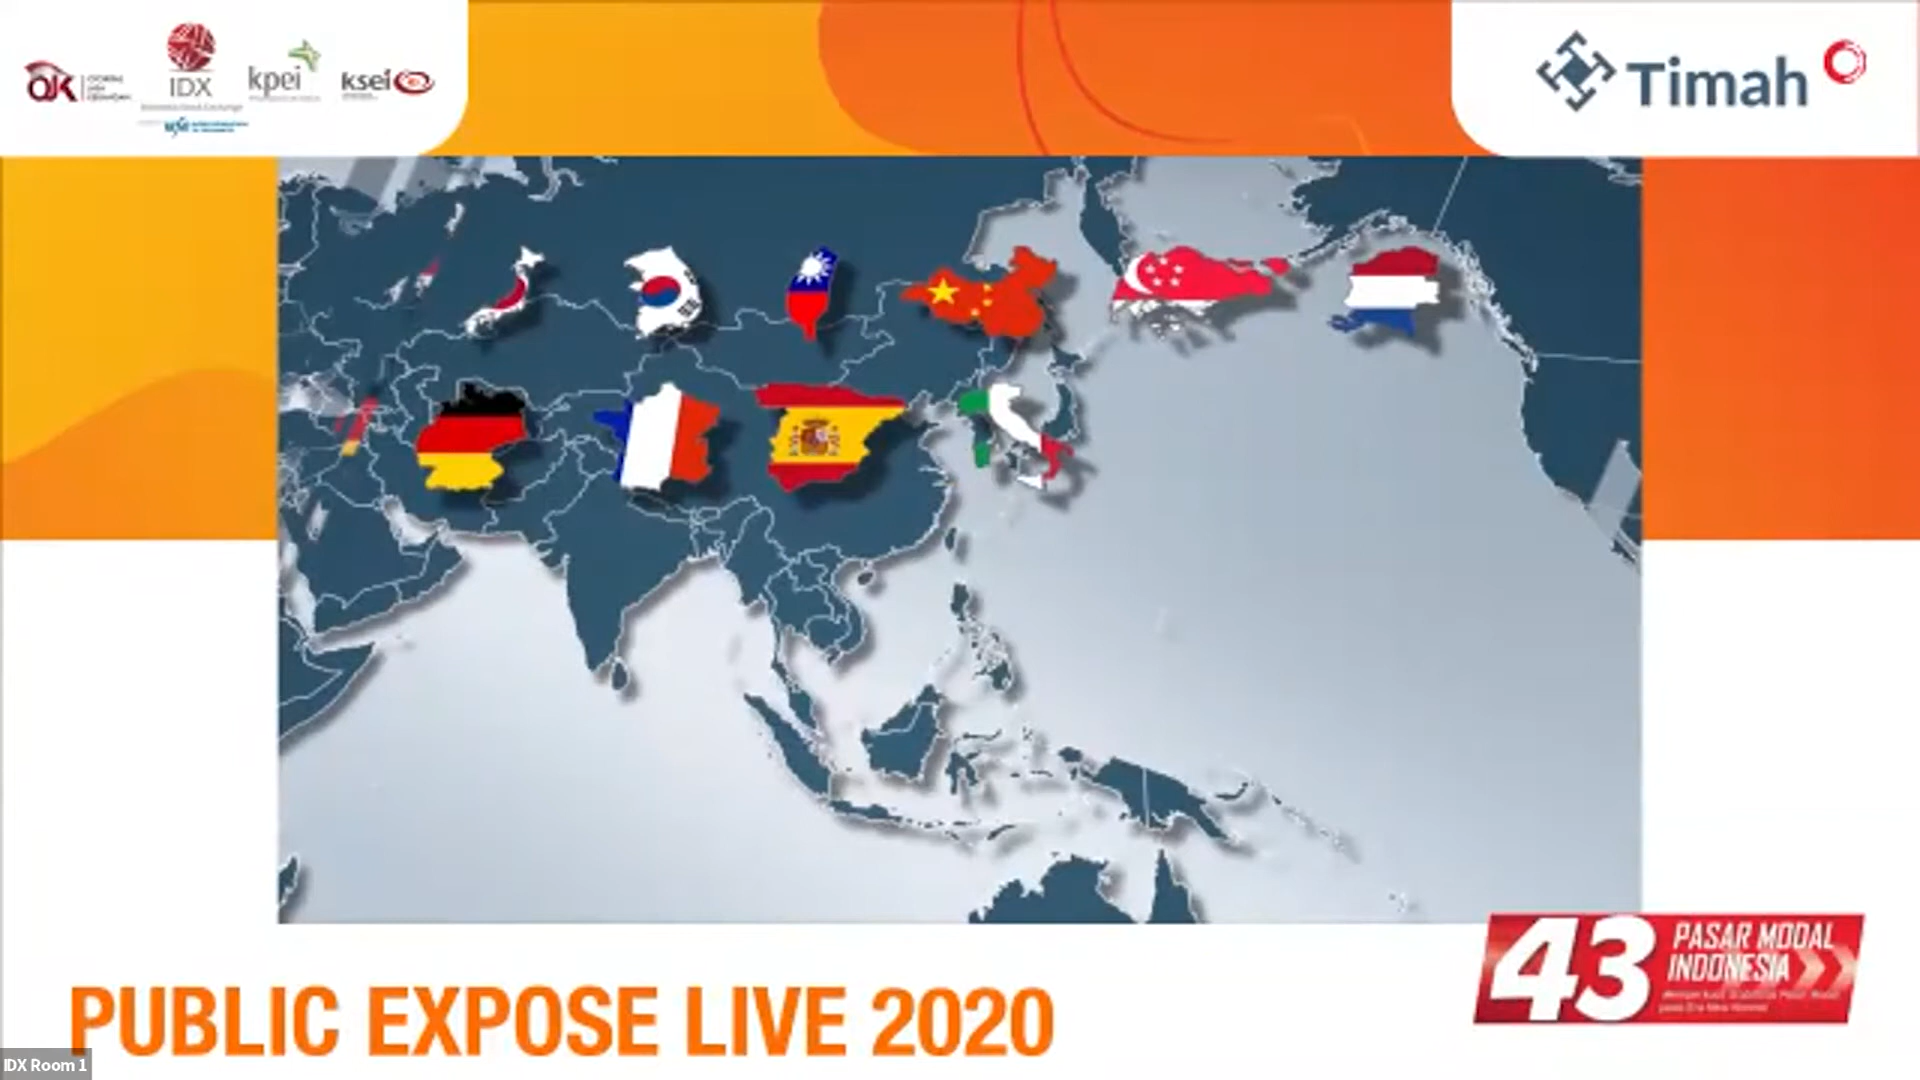 IDX
kpei
ksei
Timah
PUBLIC EXPOSE LIVE 2020
43
PASAR MODAL
INDONESIA
IDX Room 1